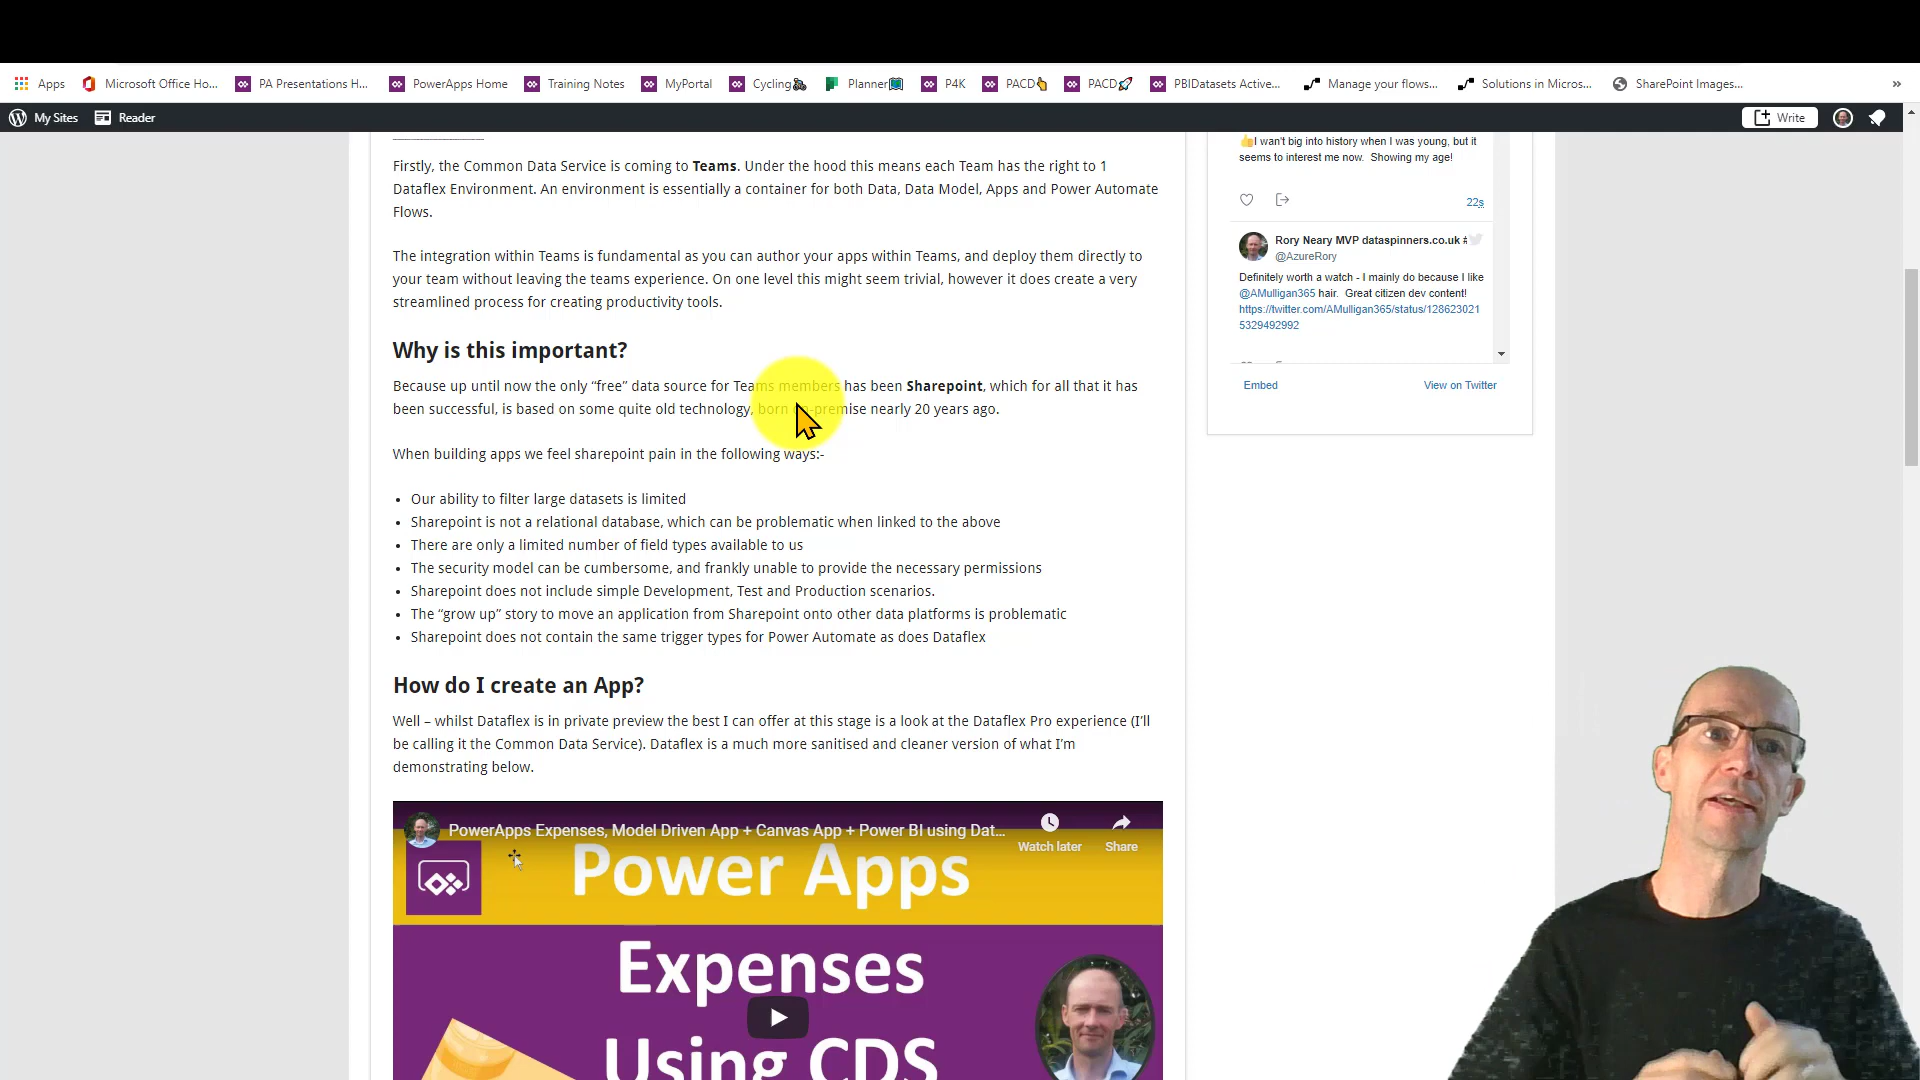 Apps
Microsoft Office Ho...
PA Presentations H...
PowerApps Home
Training Notes
MyPortal
Cycling
Planner
P4K
PACD
PACD
PBIDatasets Active...
Manage your flows...
Solutions in Micros...
SharePoint Images...
»
My Sites
Reader
Write
Firstly, the Common Data Service is coming to Teams. Under the hood this means each Team has the right to 1
Dataflex Environment. An environment is essentially a container for both Data, Data Model, Apps and Power Automate
Flows.
The integration within Teams is fundamental as you can author your apps within Teams, and deploy them directly to
your team without leaving the teams experience. On one level this might seem trivial, however it does create a very
streamlined process for creating productivity tools.
Why is this important?
Because up until now the only “free” data source for Teams members has been Sharepoint, which for all that it has
been successful, is based on some quite old technology, born on-premise nearly 20 years ago.
When building apps we feel sharepoint pain in the following ways:-
• Our ability to filter large datasets is limited
• Sharepoint is not a relational database, which can be problematic when linked to the above
• There are only a limited number of field types available to us
• The security model can be cumbersome, and frankly unable to provide the necessary permissions
• Sharepoint does not include simple Development, Test and Production scenarios.
• The “grow up” story to move an application from Sharepoint onto other data platforms is problematic
• Sharepoint does not contain the same trigger types for Power Automate as does Dataflex
How do I create an App?
Well – whilst Dataflex is in private preview the best I can offer at this stage is a look at the Dataflex Pro experience (I’ll
be calling it the Common Data Service). Dataflex is a much more sanitised and cleaner version of what I’m
demonstrating below.
PowerApps Expenses, Model Driven App + Canvas App + Power BI using Dat...
Watch later
Share
Power Apps
Expenses
Using CDS
I wan't big into history when I was young, but it
seems to interest me now. Showing my age!
22s
Rory Neary MVP dataspinners.co.uk #
@AzureRory
Definitely worth a watch - I mainly do because I like
@AMulligan365 hair. Great citizen dev content!
https://twitter.com/AMulligan365/status/128623021
5329492992
Embed
View on Twitter